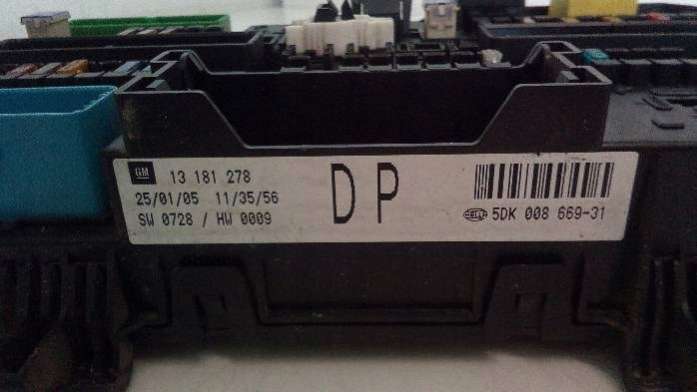 GM 13 181 278
25/01/05 11/35/56
SW 0728 / HW 0009
D P
HELLA 5DK 008 669-31